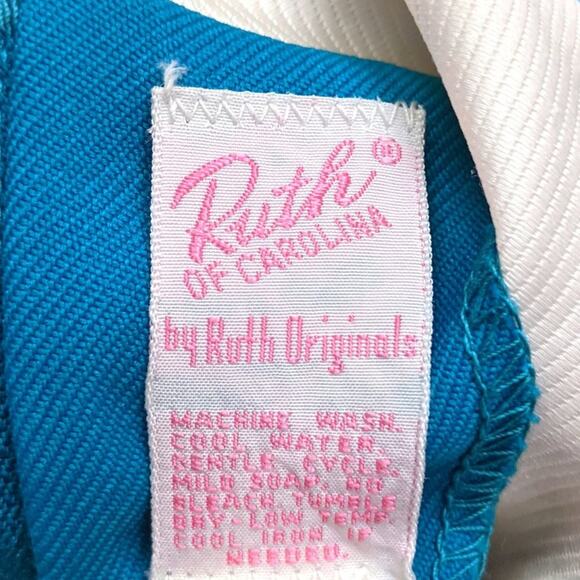 Ruth ®
OF CAROLINA
by Ruth Originals
MACHINE WASH.
COOL WATER.
GENTLE CYCLE.
MILD SOAP. NO
BLEACH TUMBLE
DRY-LOW TEMP.
COOL IRON IF
NEEDED.